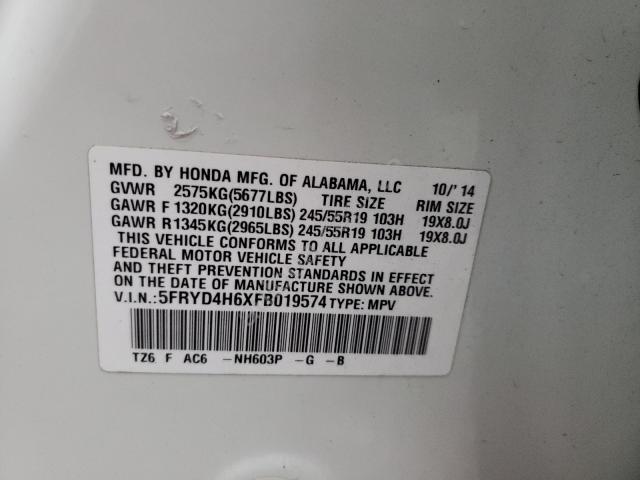 MFD. BY HONDA MFG. OF ALABAMA, LLC 10/'14
GVWR 2575KG(5677LBS) TIRE SIZE RIM SIZE
GAWR F 1320KG(2910LBS) 245/55R19 103H 19X8.0J
GAWR R1345KG(2965LBS) 245/55R19 103H 19X8.0J
THIS VEHICLE CONFORMS TO ALL APPLICABLE
FEDERAL MOTOR VEHICLE SAFETY
AND THEFT PREVENTION STANDARDS IN EFFECT
ON THE DATE OF MANUFACTURE SHOWN ABOVE.
V.I.N.:5FRYD4H6XFB019574 TYPE: MPV
TZ6 F AC6 -NH603P -G -B